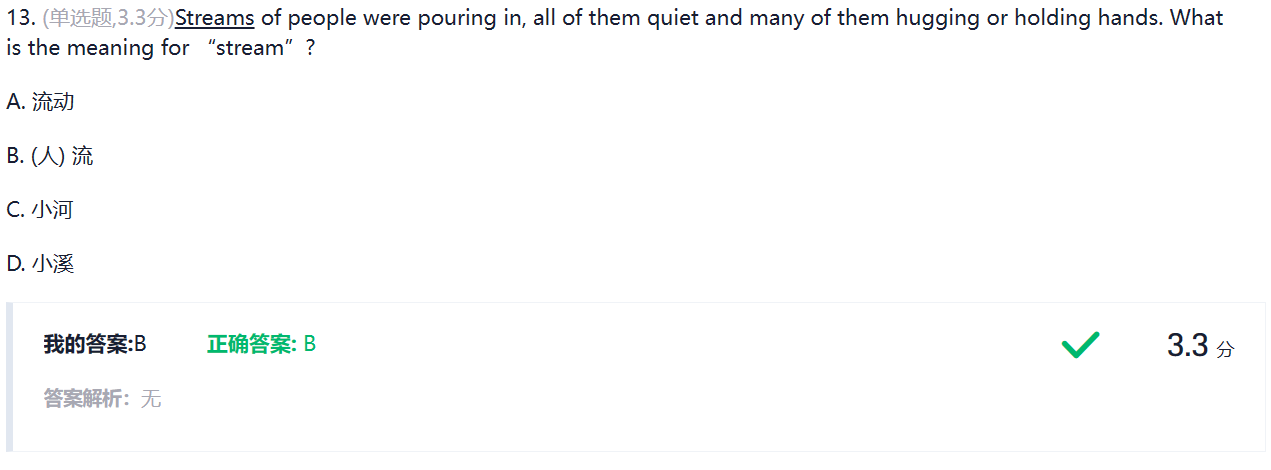 13. (单选题,3.3分)Streams of people were pouring in, all of them quiet and many of them hugging or holding hands. What
is the meaning for “stream”?
A. 流动
B. (人) 流
C. 小河
D. 小溪
我的答案:B 正确答案: B 3.3 分
答案解析：无